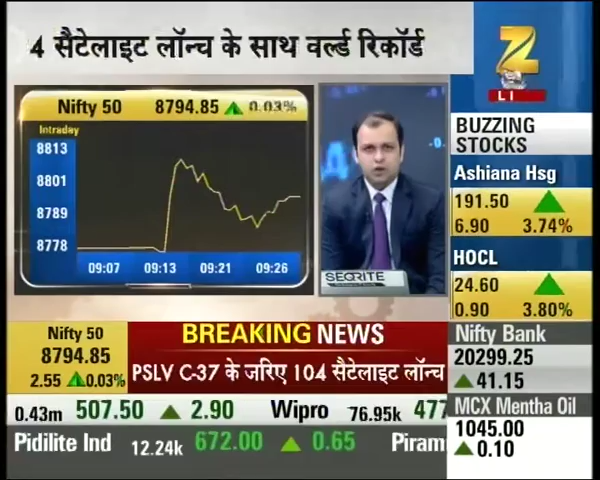 4 सैटेलाइट लॉन्च के साथ वर्ल्ड रिकॉर्ड
Z
LI
Nifty 50 8794.85 0.03%
Intraday
8813
8801
8789
8778
09:07 09:13 09:21 09:26
SEQRITE
BUZZING
STOCKS
Ashiana Hsg
191.50
6.90 3.74%
HOCL
24.60
0.90 3.80%
Nifty Bank
20299.25
41.15
MCX Mentha Oil
1045.00
0.10
Nifty 50
8794.85
2.55 0.03%
BREAKING NEWS
PSLV C-37 के जरिए 104 सैटेलाइट लॉन्च
0.43m 507.50 2.90 Wipro 76.95k 477
Pidilite Ind 12.24k 672.00 0.65 Piram